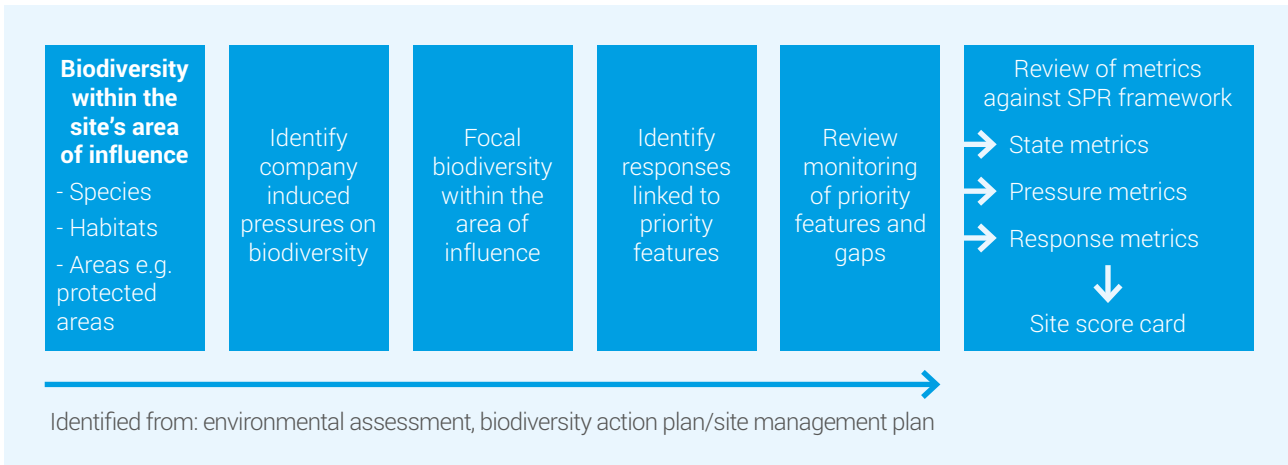 Biodiversity
within the
site's area
of influence
- Species
- Habitats
- Areas e.g.
protected
areas
Identify
company
induced
pressures on
biodiversity
Focal
biodiversity
within the
area of
influence
Identify
responses
linked to
priority
features
Review
monitoring
of priority
features and
gaps
Review of metrics
against SPR framework
State metrics
Pressure metrics
Response metrics
Site score card
Identified from: environmental assessment, biodiversity action plan/site management plan